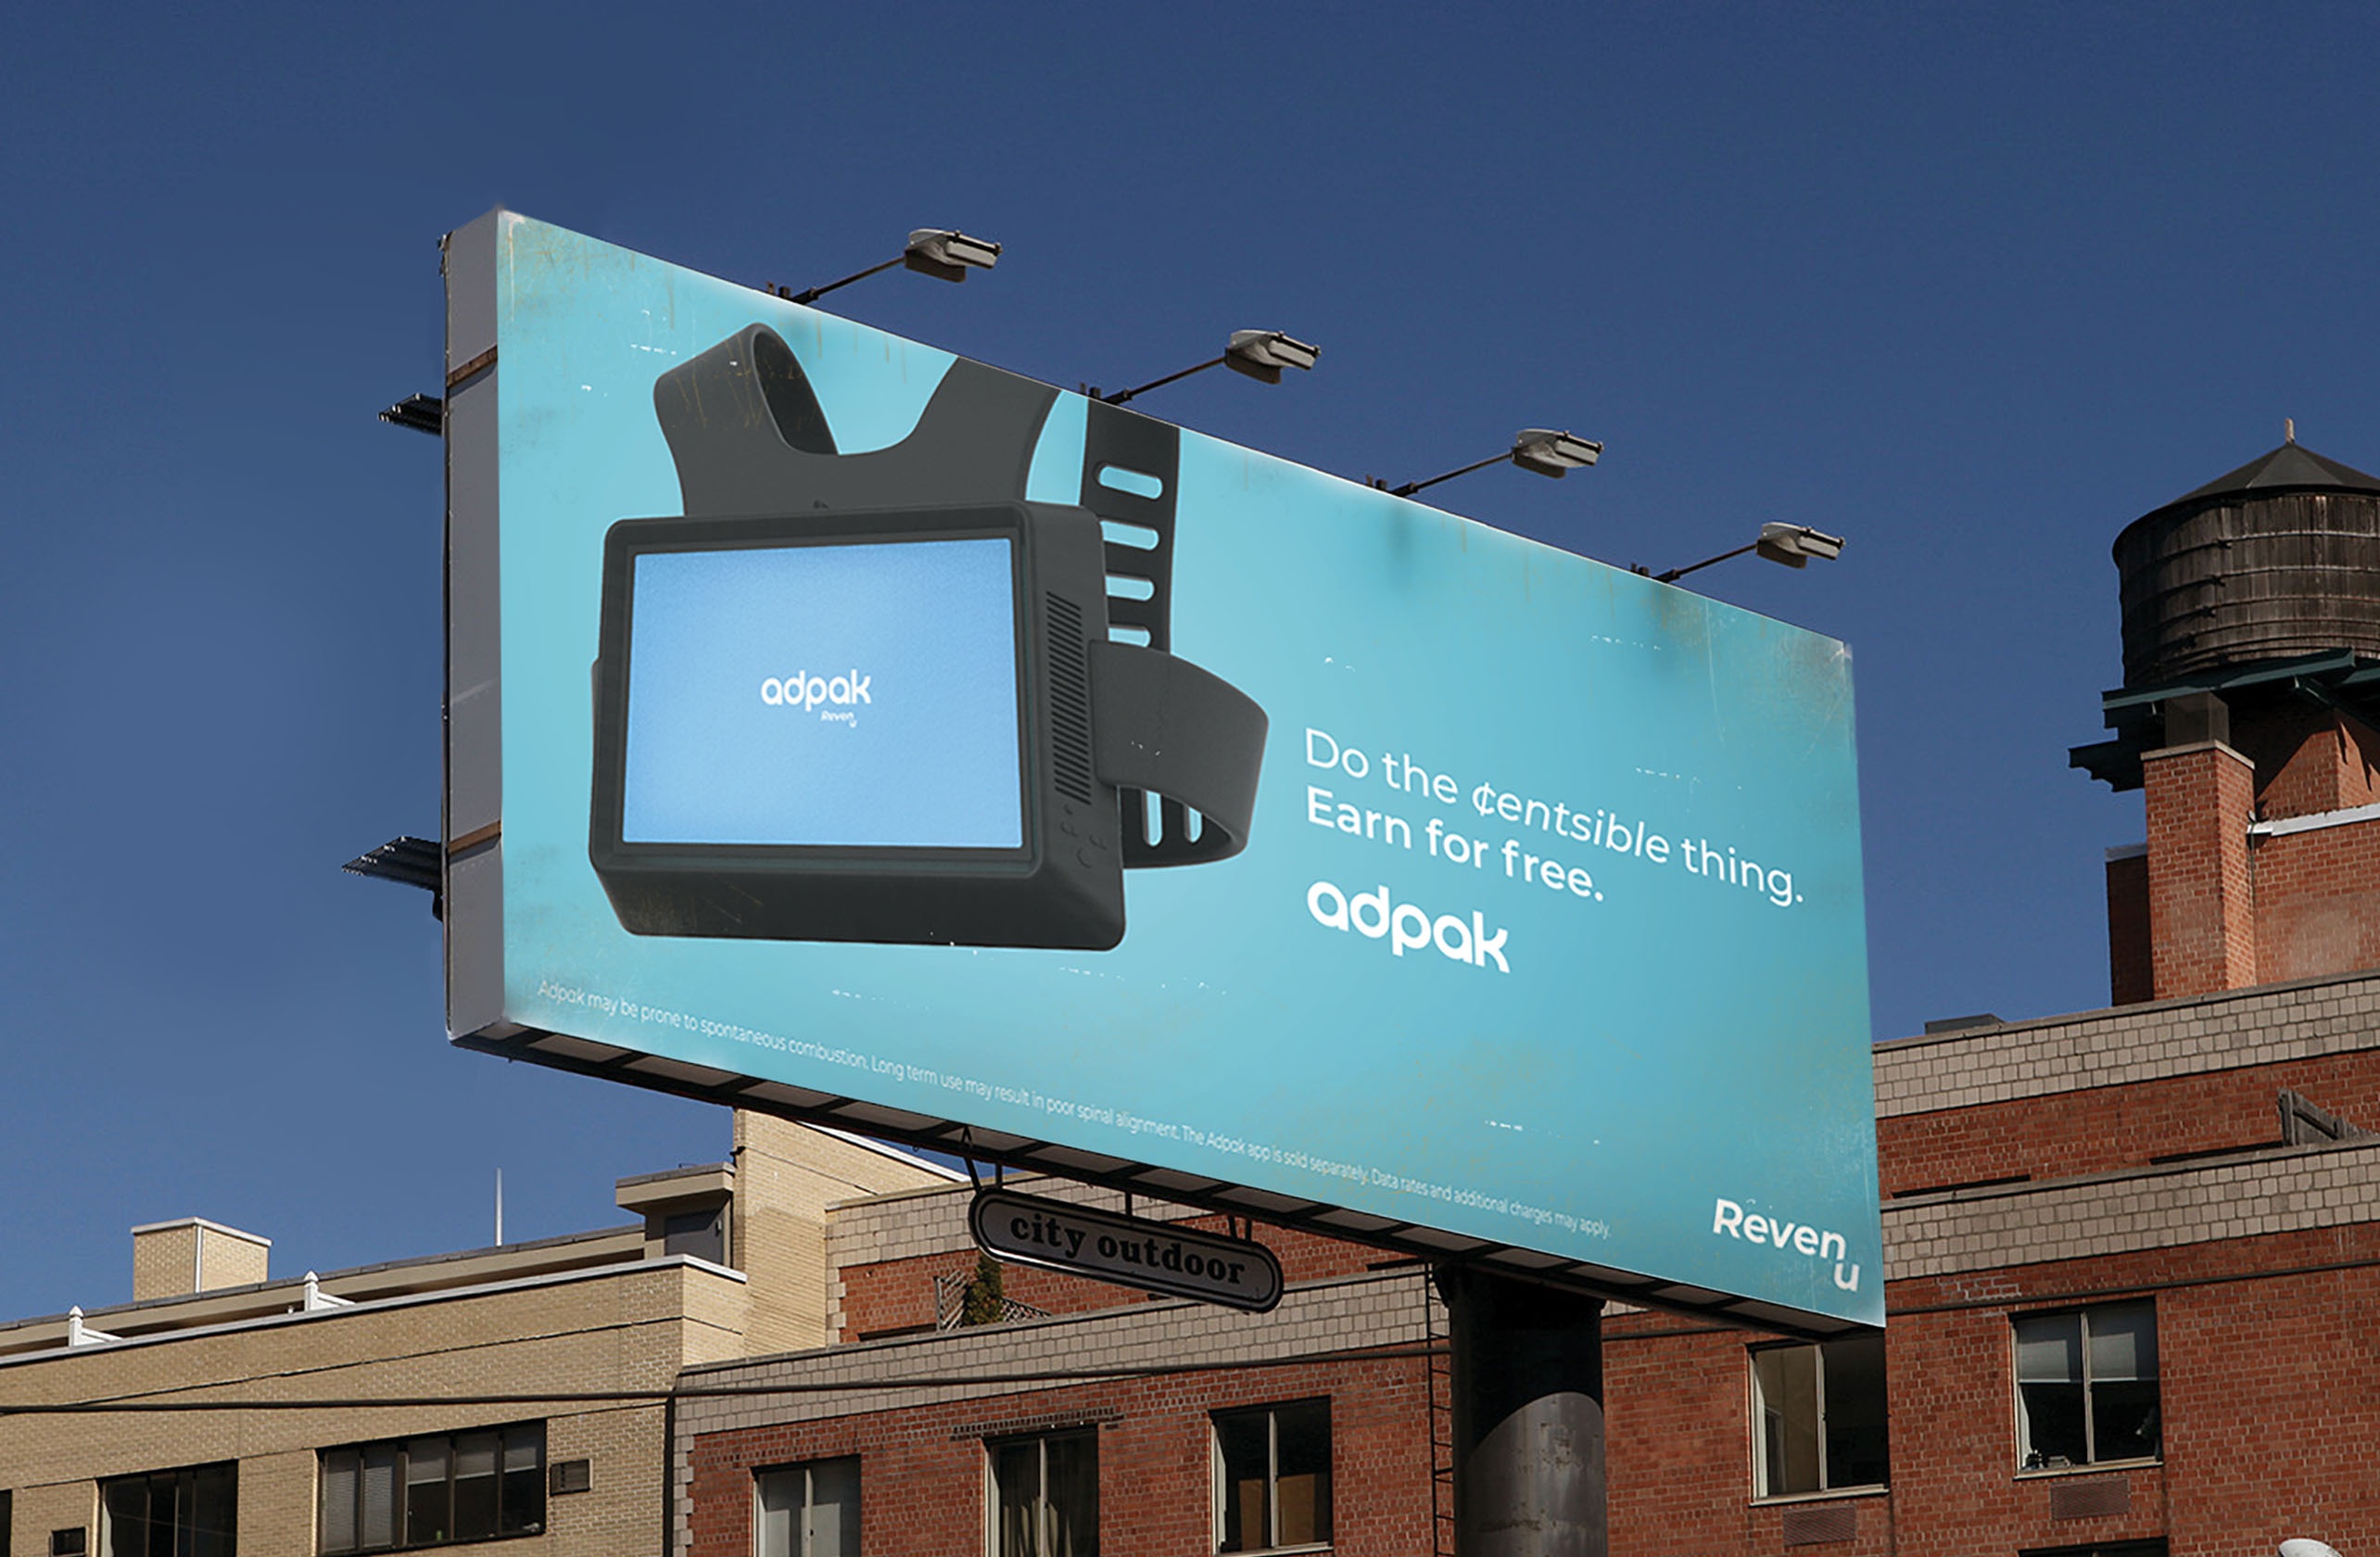 adpak
Revenu
Do the ¢entsible thing.
Earn for free.
adpak
Adpak may be prone to spontaneous combustion. Long term use may result in poor spinal alignment. The Adpak app is sold separately. Data rates and additional charges may apply.
Revenu
city outdoor